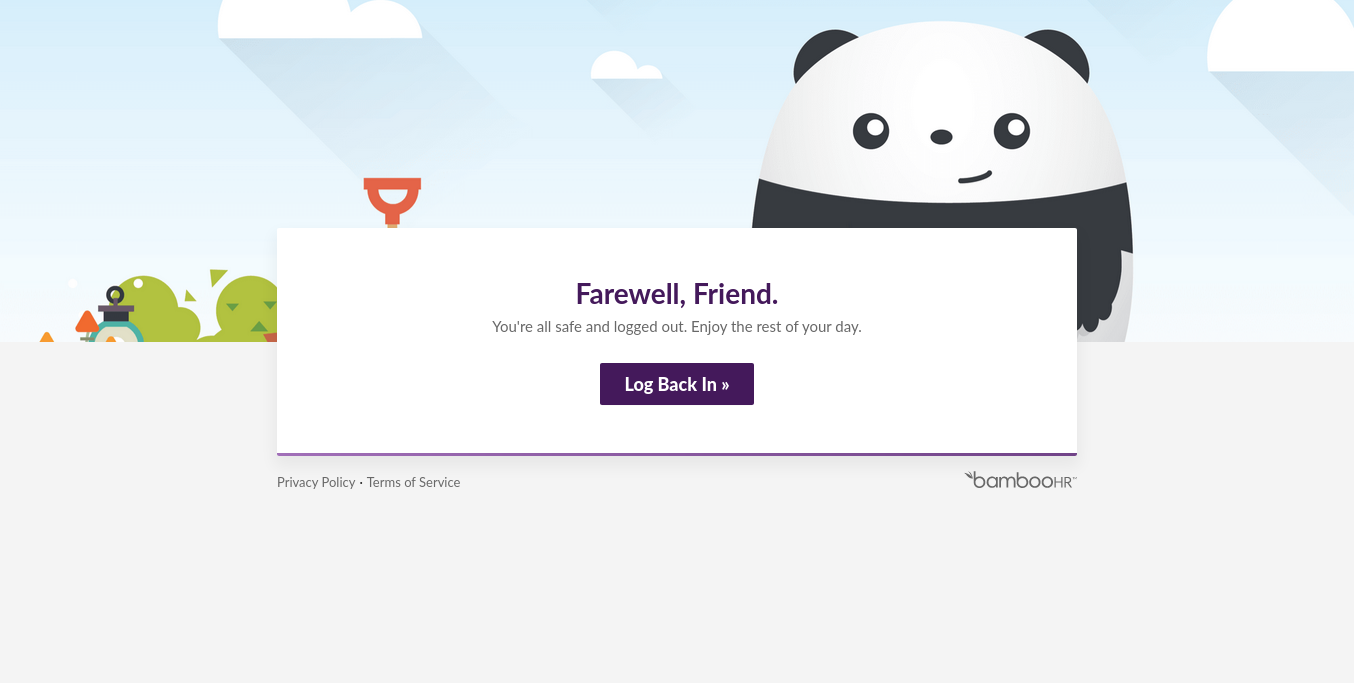 Farewell, Friend.
You're all safe and logged out. Enjoy the rest of your day.
Log Back In »
Privacy Policy · Terms of Service
bambooHR™